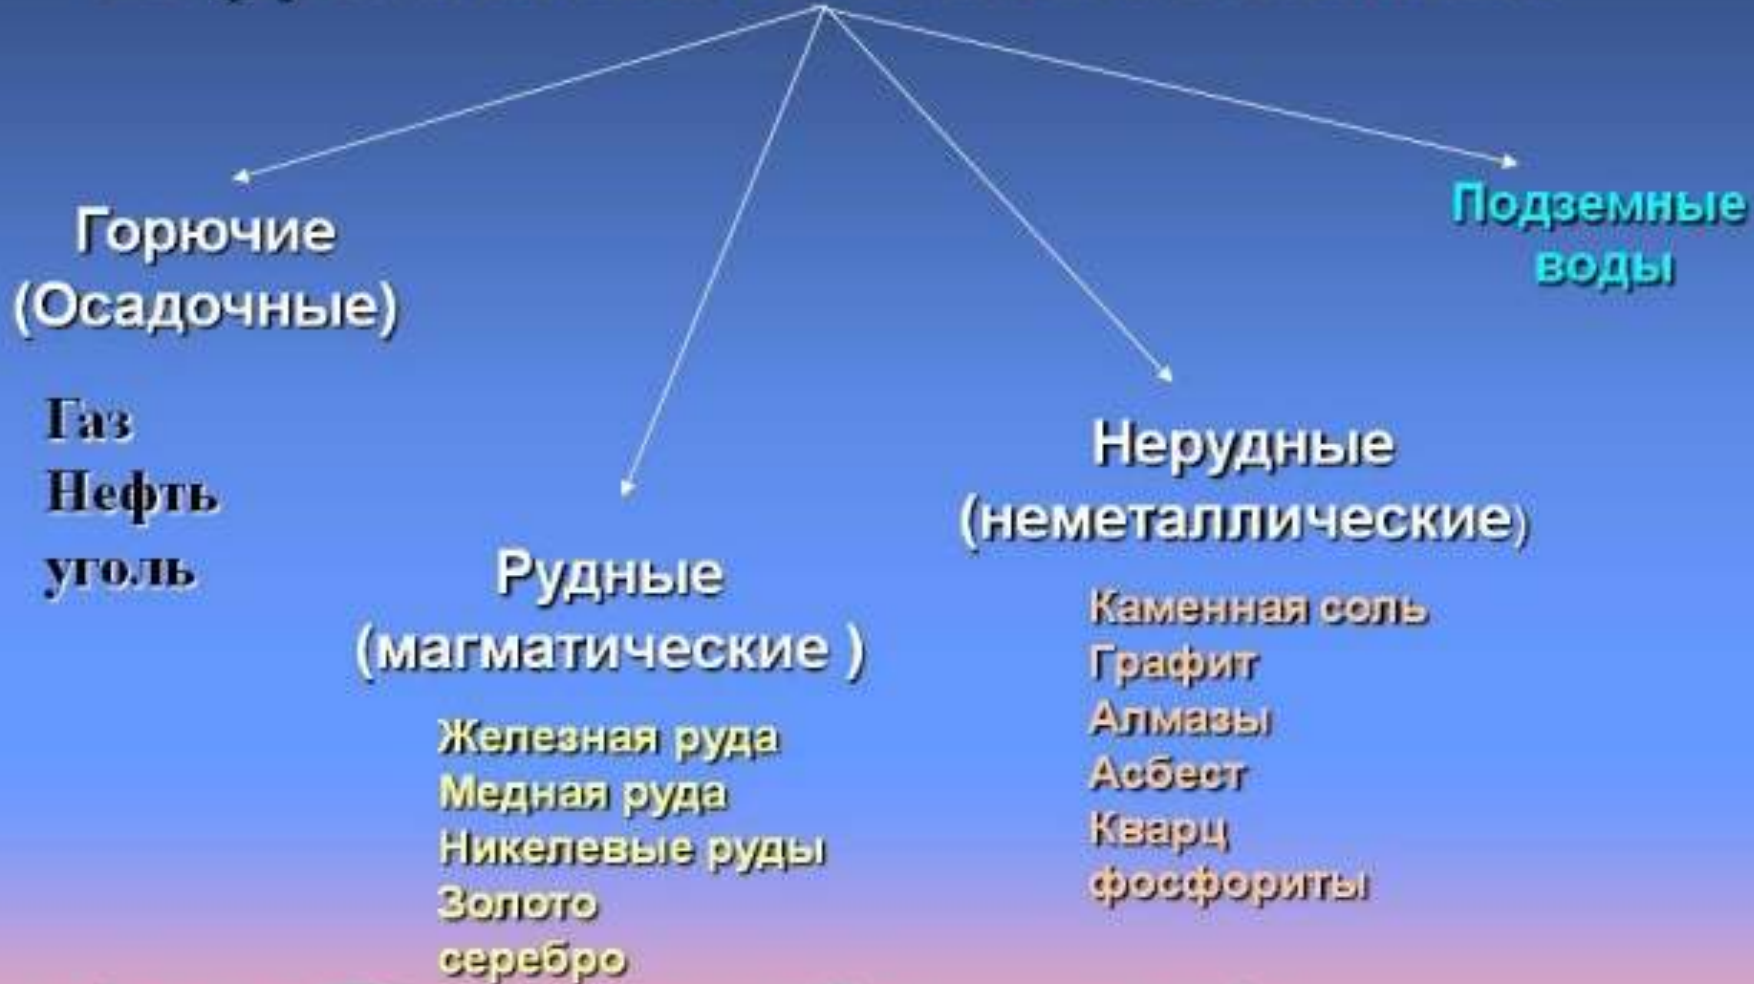 Горючие
(Осадочные)
Газ
Нефть
уголь
Рудные
(магматические )
Железная руда
Медная руда
Никелевые руды
Золото
серебро
Нерудные
(неметаллические)
Каменная соль
Графит
Алмазы
Асбест
Кварц
фосфориты
Подземные
воды